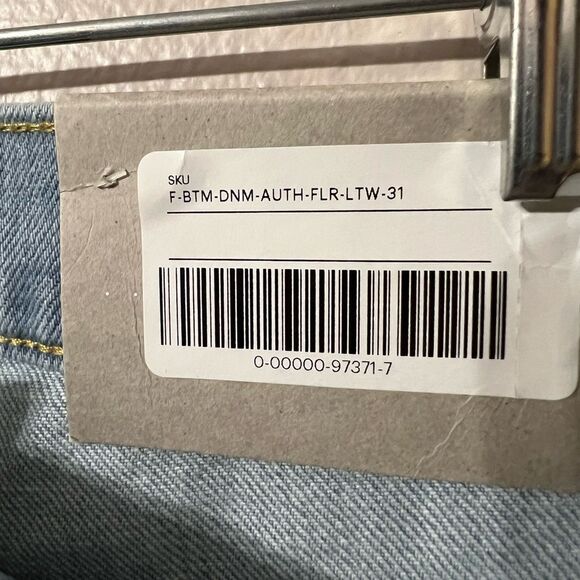 SKU
F-BTM-DNM-AUTH-FLR-LTW-31
0-00000-97371-7